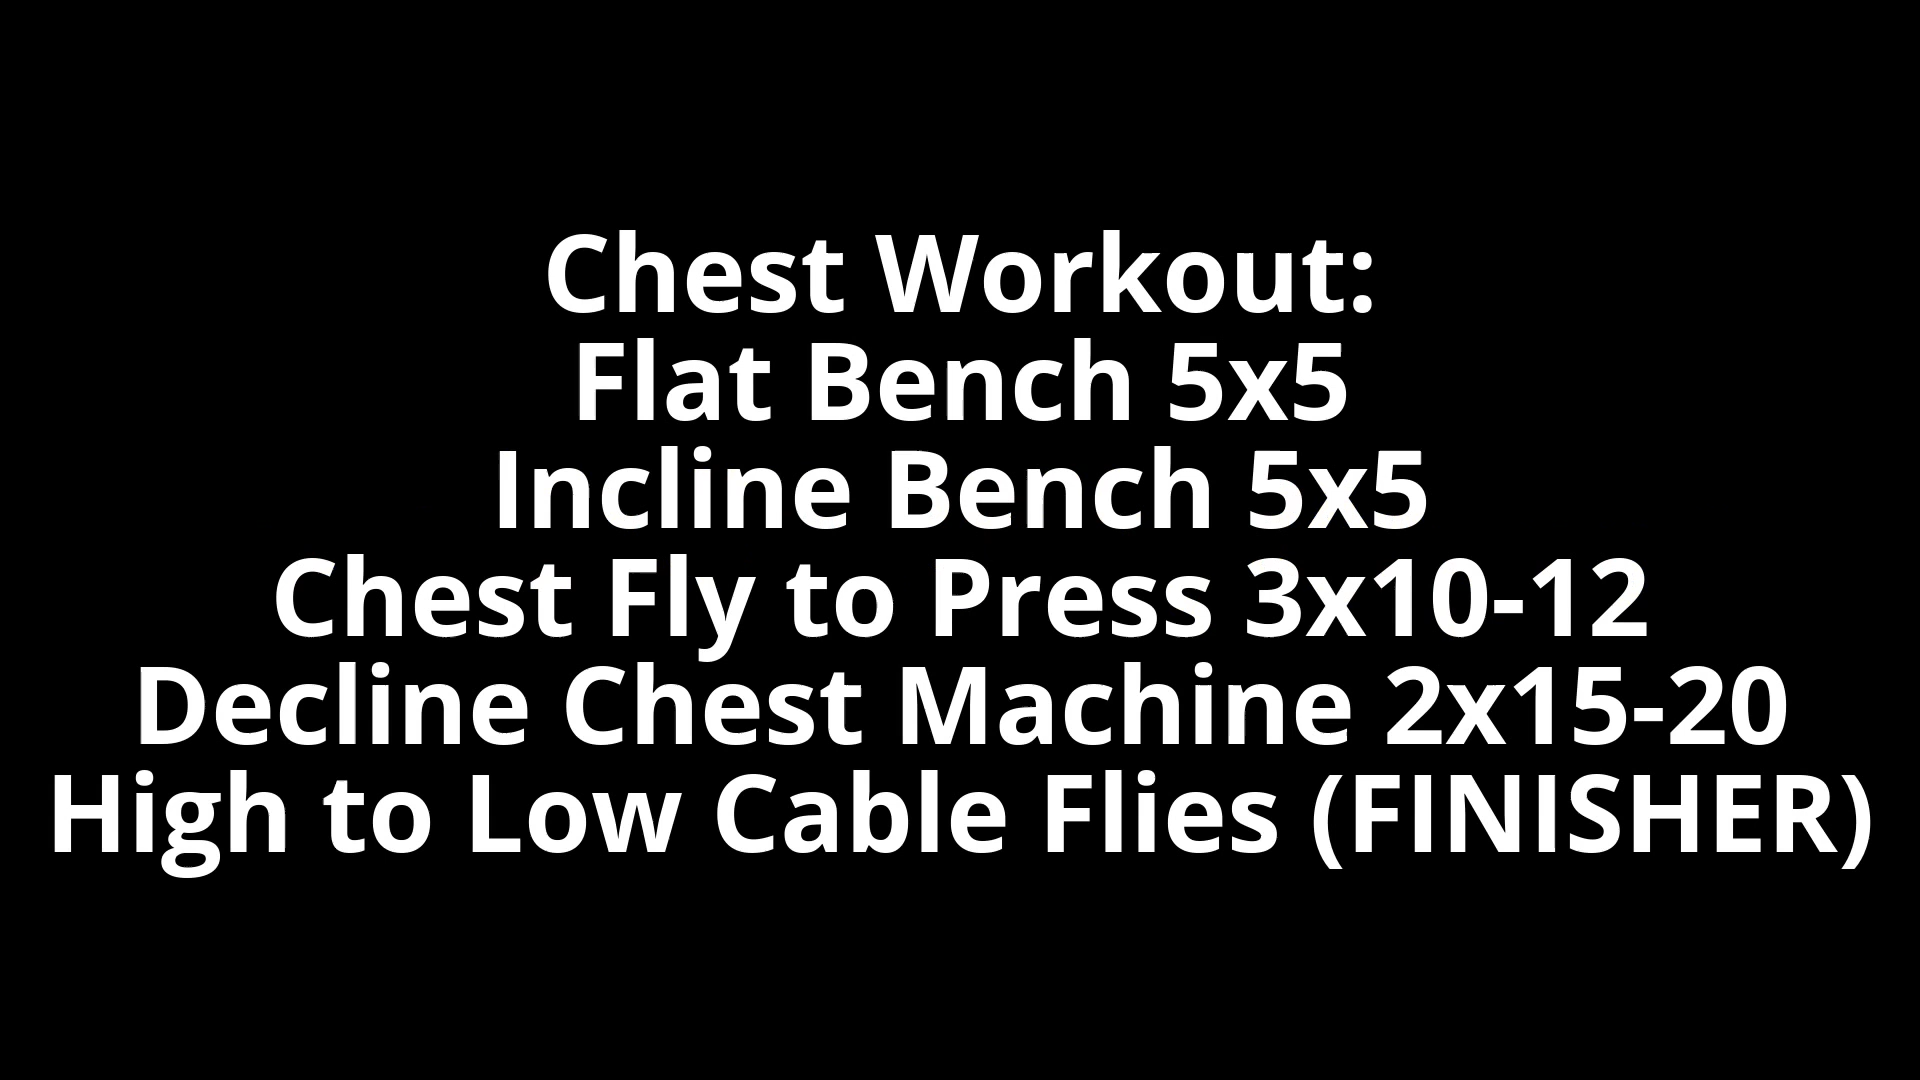 Chest Workout:
Flat Bench 5x5
Incline Bench 5x5
Chest Fly to Press 3x10-12
Decline Chest Machine 2x15-20
High to Low Cable Flies (FINISHER)